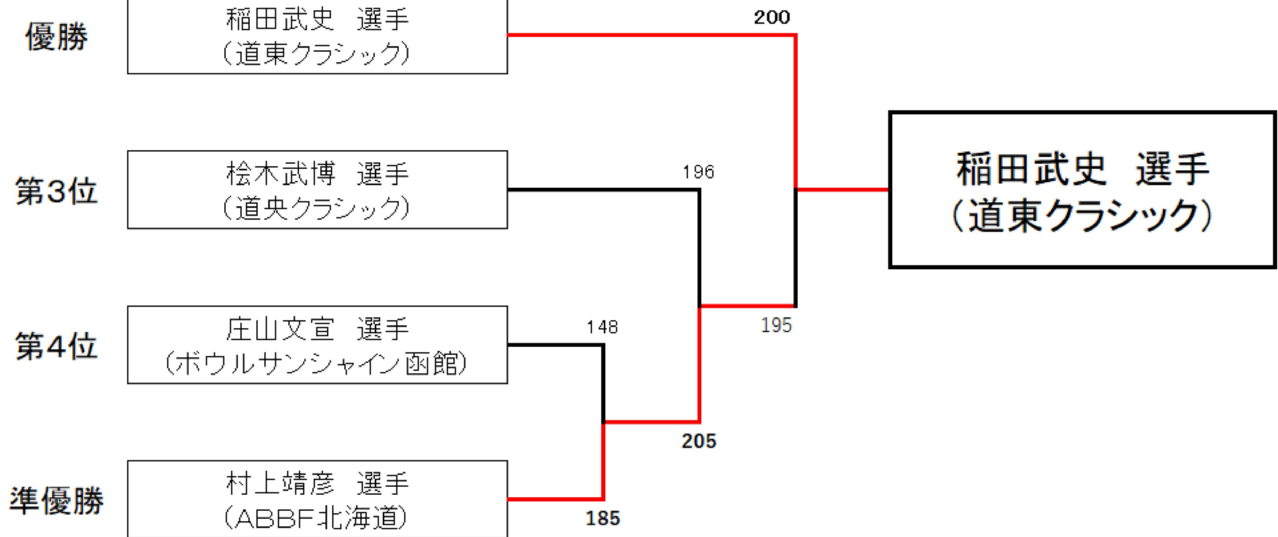 優勝
稲田武史 選手
(道東クラシック)
200
第3位
桧木武博 選手
(道央クラシック)
196
稲田武史 選手
(道東クラシック)
第4位
庄山文宣 選手
(ボウルサンシャイン函館)
148
195
205
準優勝
村上靖彦 選手
(ABBF北海道)
185